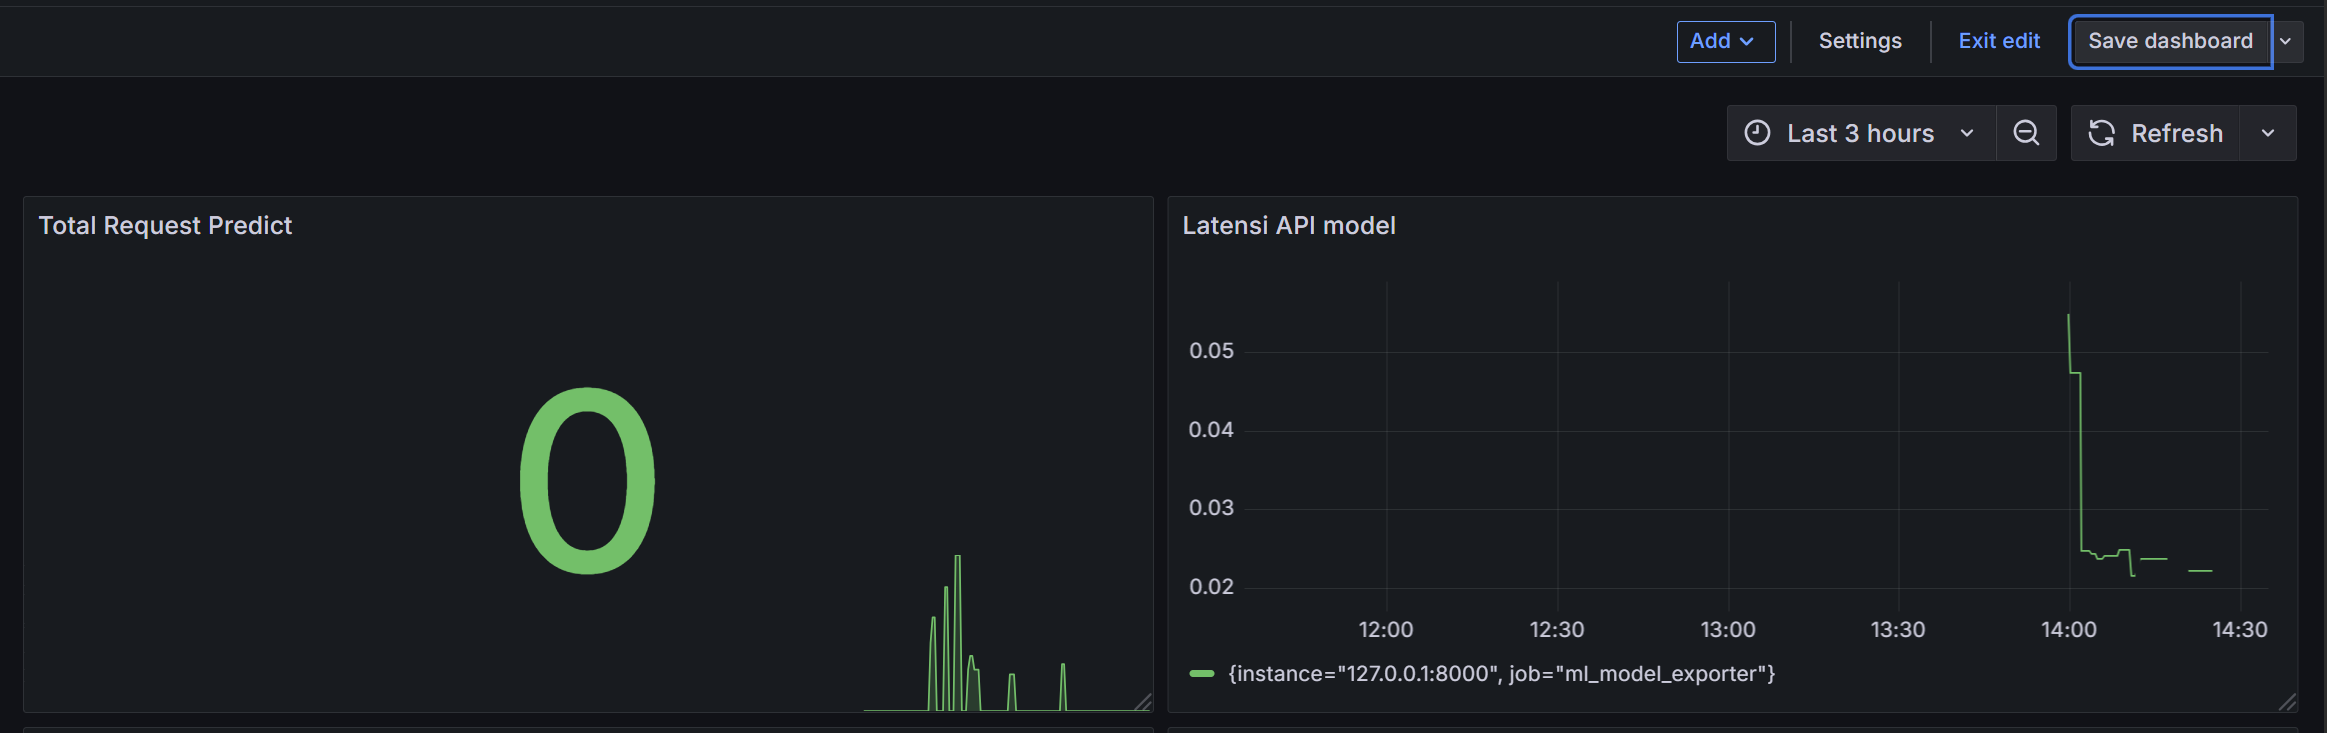 Add
Settings
Exit edit
Save dashboard
Last 3 hours
Refresh
Total Request Predict
0
Latensi API model
0.05
0.04
0.03
0.02
12:00 12:30 13:00 13:30 14:00 14:30
{instance="127.0.0.1:8000", job="ml_model_exporter"}